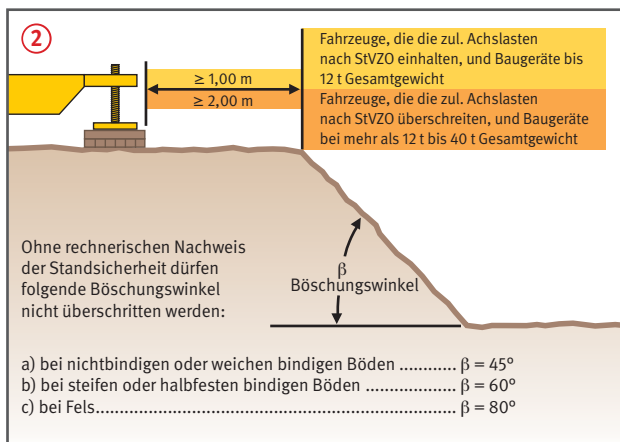 2
Fahrzeuge, die die zul. Achslasten
nach StVZO einhalten, und Baugeräte bis
12 t Gesamtgewicht
≥ 1,00 m
≥ 2,00 m
Fahrzeuge, die die zul. Achslasten
nach StVZO überschreiten, und Baugeräte
bei mehr als 12 t bis 40 t Gesamtgewicht
Ohne rechnerischen Nachweis
der Standsicherheit dürfen
folgende Böschungswinkel
nicht überschritten werden:
β
Böschungswinkel
a) bei nichtbindigen oder weichen bindigen Böden ............ β = 45°
b) bei steifen oder halbfesten bindigen Böden .................. β = 60°
c) bei Fels......................................................................... β = 80°